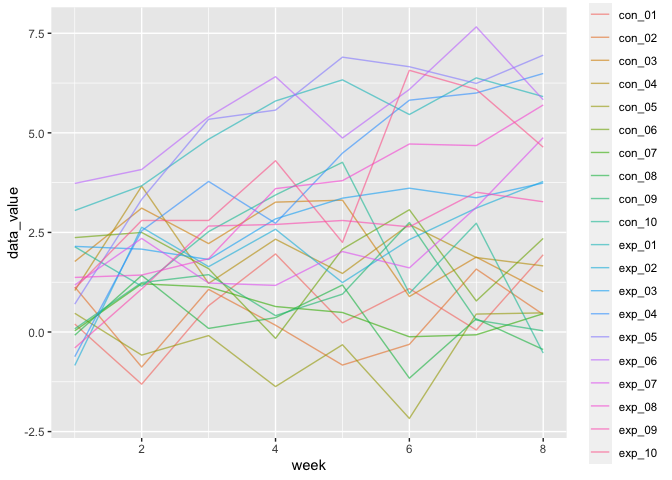 7.5
5.0
2.5
0.0
-2.5
data_value
2
4
6
8
week
con_01
con_02
con_03
con_04
con_05
con_06
con_07
con_08
con_09
con_10
exp_01
exp_02
exp_03
exp_04
exp_05
exp_06
exp_07
exp_08
exp_09
exp_10